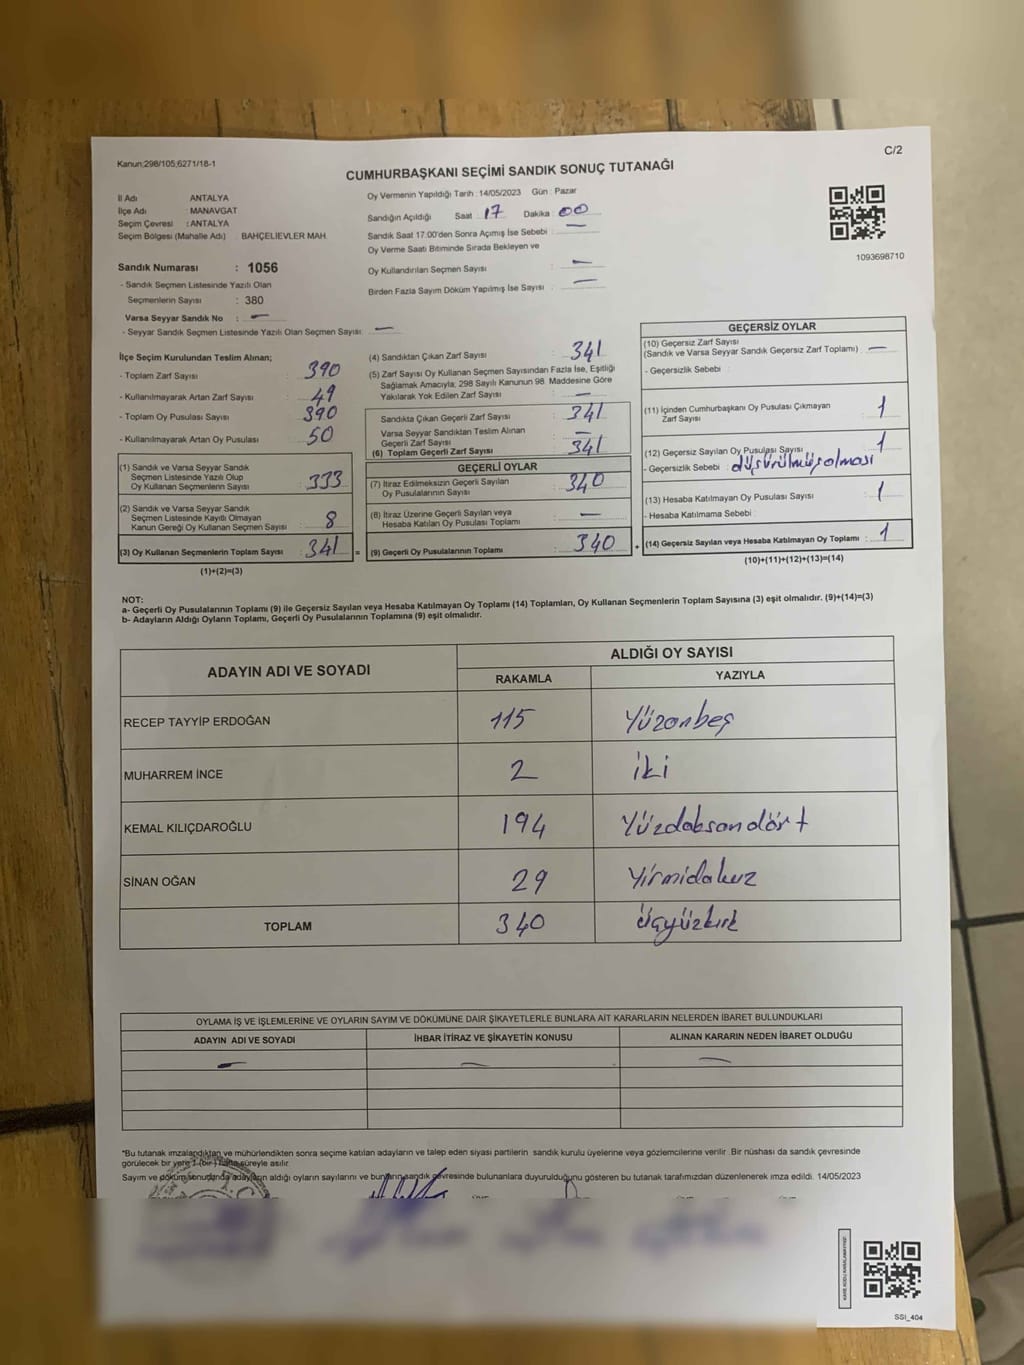 Kanun;298/105,6271/18-1
C/2
CUMHURBAŞKANI SEÇİMİ SANDIK SONUÇ TUTANAĞI
İl Adı ANTALYA
İlçe Adı : MANAVGAT
Seçim Çevresi : ANTALYA
Seçim Bölgesi (Mahalle Adı) BAHÇELİEVLER MAH.
Sandık Numarası : 1056
- Sandık Seçmen Listesinde Yazılı Olan
Seçmenlerin Sayısı : 380
Varsa Seyyar Sandık No : -
- Seyyar Sandık Seçmen Listesinde Yazılı Olan Seçmen Sayısı: -
Oy Vermenin Yapıldığı Tarih : 14/05/2023 Gün : Pazar
Sandığın Açıldığı Saat 17 Dakika : 00
Sandık Saat 17.00'den Sonra Açımış İse Sebebi : -
Oy Verme Saati Bitiminde Sırada Bekleyen ve
Oy Kullandırılan Seçmen Sayısı : -
Birden Fazla Sayım Döküm Yapılmış İse Sayısı : -
1093698710
İlçe Seçim Kurulundan Teslim Alınan;
- Toplam Zarf Sayısı : 390
- Kullanılmayarak Artan Zarf Sayısı : 49
- Toplam Oy Pusulası Sayısı : 390
- Kullanılmayarak Artan Oy Pusulası : 50
(1) Sandık ve Varsa Seyyar Sandık
Seçmen Listesinde Yazılı Olup
Oy Kullanan Seçmenlerin Sayısı : 333
(2) Sandık ve Varsa Seyyar Sandık
Seçmen Listesinde Kayıtlı Olmayan
Kanun Gereği Oy Kullanan Seçmen Sayısı : 8
(3) Oy Kullanan Seçmenlerin Toplam Sayısı : 341 =
(1)+(2)=(3)
(4) Sandıktan Çıkan Zarf Sayısı : 341
(5) Zarf Sayısı Oy Kullanan Seçmen Sayısından Fazla İse, Eşitliği
Sağlamak Amacıyla, 298 Sayılı Kanunun 98. Maddesine Göre
Yakılarak Yok Edilen Zarf Sayısı : -
Sandıkta Çıkan Geçerli Zarf Sayısı : 341
Varsa Seyyar Sandıktan Teslim Alınan
Geçerli Zarf Sayısı : -
(6) Toplam Geçerli Zarf Sayısı : 341
GEÇERLİ OYLAR
(7) İtiraz Edilmeksizin Geçerli Sayılan
Oy Pusulalarının Sayısı : 340
(8) İtiraz Üzerine Geçerli Sayılan veya
Hesaba Katılan Oy Pusulası Toplamı : -
(9) Geçerli Oy Pusulalarının Toplamı : 340 +
GEÇERSİZ OYLAR
(10) Geçersiz Zarf Sayısı
(Sandık ve Varsa Seyyar Sandık Geçersiz Zarf Toplamı) : -
- Geçersizlik Sebebi :
(11) İçinden Cumhurbaşkanı Oy Pusulası Çıkmayan
Zarf Sayısı : 1
(12) Geçersiz Sayılan Oy Pusulası Sayısı : 1
- Geçersizlik Sebebi : düşürülmüş olması
(13) Hesaba Katılmayan Oy Pusulası Sayısı : 1
- Hesaba Katılmama Sebebi :
(14) Geçersiz Sayılan veya Hesaba Katılmayan Oy Toplamı : 1
(10)+(11)+(12)+(13)=(14)
NOT:
a- Geçerli Oy Pusulalarının Toplamı (9) ile Geçersiz Sayılan veya Hesaba Katılmayan Oy Toplamı (14) Toplamları, Oy Kullanan Seçmenlerin Toplam Sayısına (3) eşit olmalıdır. (9)+(14)=(3)
b- Adayların Aldığı Oyların Toplamı, Geçerli Oy Pusulalarının Toplamına (9) eşit olmalıdır.
ADAYIN ADI VE SOYADI ALDIĞI OY SAYISI
RAKAMLA YAZIYLA
RECEP TAYYİP ERDOĞAN 115 Yüzonbeş
MUHARREM İNCE 2 iki
KEMAL KILIÇDAROĞLU 194 Yüzdoksandört
SİNAN OĞAN 29 Yirmidokuz
TOPLAM 340 Üçyüzkırk
OYLAMA İŞ VE İŞLEMLERİNE VE OYLARIN SAYIM VE DÖKÜMÜNE DAİR ŞİKAYETLERLE BUNLARA AİT KARARLARIN NELERDEN İBARET BULUNDUKLARI
ADAYIN ADI VE SOYADI İHBAR İTİRAZ VE ŞİKAYETİN KONUSU ALINAN KARARIN NEDEN İBARET OLDUĞU
- - -
*Bu tutanak imzalandıktan ve mühürlendikten sonra seçime katılan adayların ve talep eden siyasi partilerin sandık kurulu üyelerine veya gözlemcilerine verilir. Bir nüshası da sandık çevresinde
görülecek bir yere 1 (bir) hafta süreyle asılır.
Sayım ve döküm sonunda adayların aldığı oyların sayılarını ve bunların sandık çevresinde bulunanlara duyurulduğunu gösteren bu tutanak tarafımızdan düzenlenerek imza edildi. 14/05/2023
SSI_404